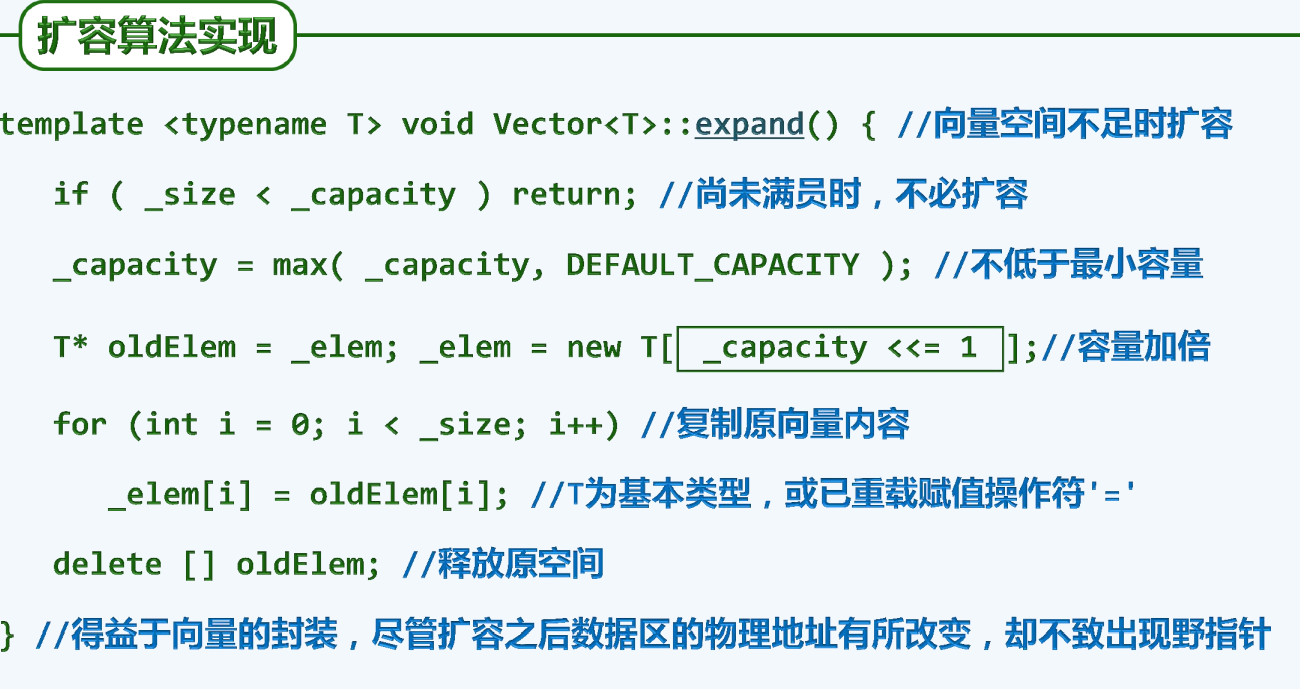 扩容算法实现
template <typename T> void Vector<T>::expand() { //向量空间不足时扩容
if ( _size < _capacity ) return; //尚未满员时，不必扩容
_capacity = max( _capacity, DEFAULT_CAPACITY ); //不低于最小容量
T* oldElem = _elem; _elem = new T[ _capacity <<= 1 ];//容量加倍
for (int i = 0; i < _size; i++) //复制原向量内容
_elem[i] = oldElem[i]; //T为基本类型，或已重载赋值操作符'='
delete [] oldElem; //释放原空间
} //得益于向量的封装，尽管扩容之后数据区的物理地址有所改变，却不致出现野指针